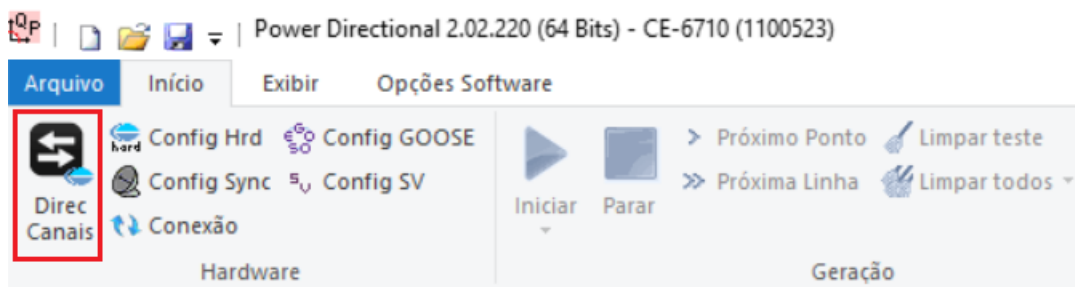 Power Directional 2.02.220 (64 Bits) - CE-6710 (1100523)
Arquivo Início Exibir Opções Software
Config Hrd Config GOOSE Próximo Ponto Limpar teste
Direc Canais Config Sync Config SV Iniciar Parar Próxima Linha Limpar todos
Conexão
Hardware Geração